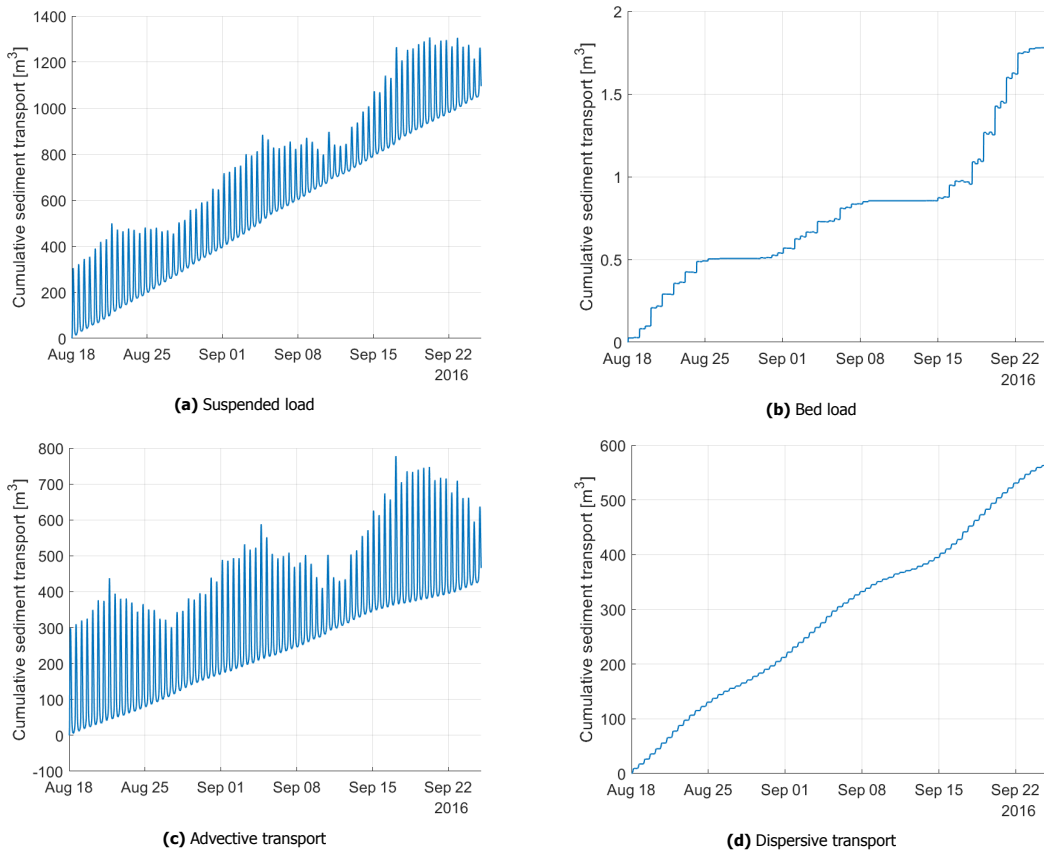 Cumulative sediment transport [m³]
1400
1200
1000
800
600
400
200
0
Aug 18 Aug 25 Sep 01 Sep 08 Sep 15 Sep 22
2016
(a) Suspended load
Cumulative sediment transport [m³]
2
1.5
1
0.5
0
Aug 18 Aug 25 Sep 01 Sep 08 Sep 15 Sep 22
2016
(b) Bed load
Cumulative sediment transport [m³]
800
700
600
500
400
300
200
100
0
-100
Aug 18 Aug 25 Sep 01 Sep 08 Sep 15 Sep 22
2016
(c) Advective transport
Cumulative sediment transport [m³]
600
500
400
300
200
100
0
Aug 18 Aug 25 Sep 01 Sep 08 Sep 15 Sep 22
2016
(d) Dispersive transport